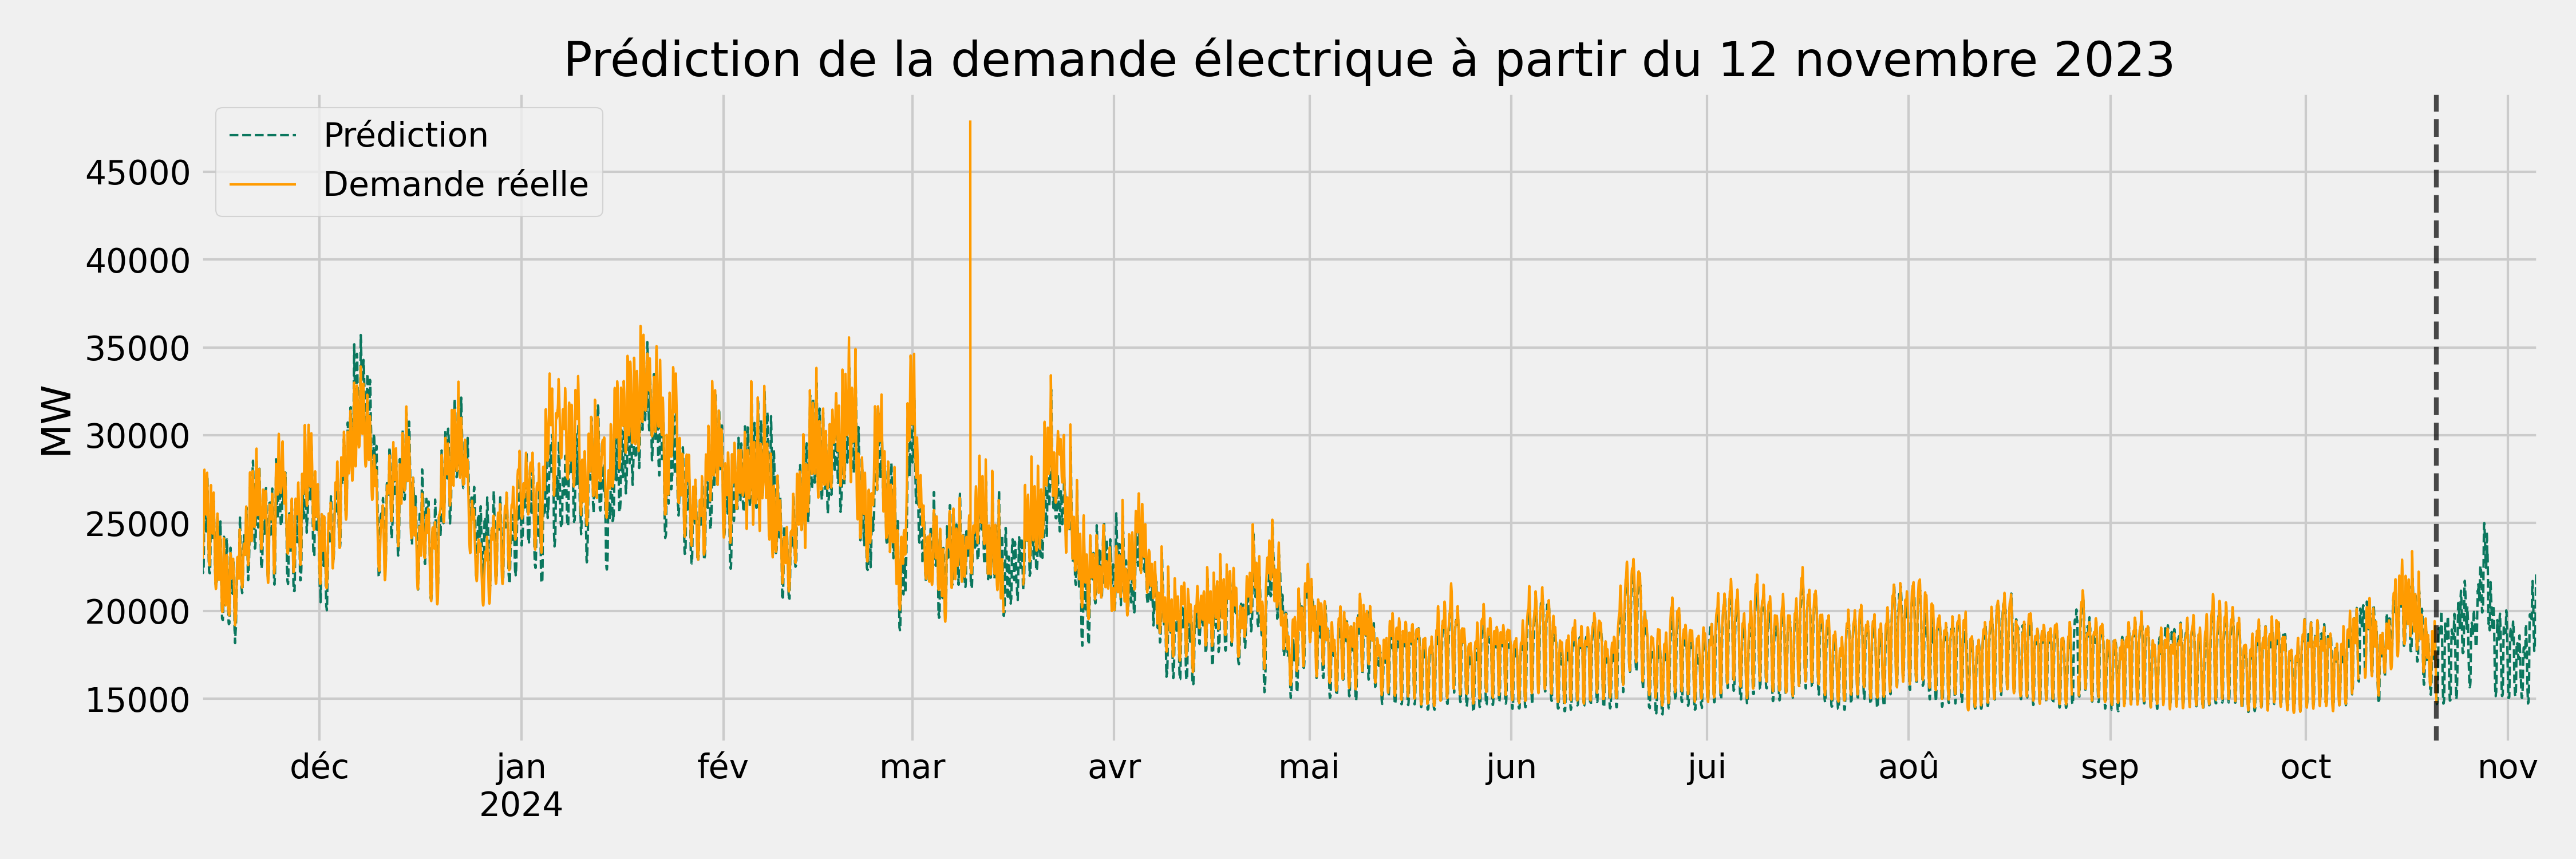 Prédiction de la demande électrique à partir du 12 novembre 2023
Prédiction
Demande réelle
45000
40000
35000
30000
25000
20000
15000
MW
déc
jan
2024
fév
mar
avr
mai
jun
jui
aoû
sep
oct
nov